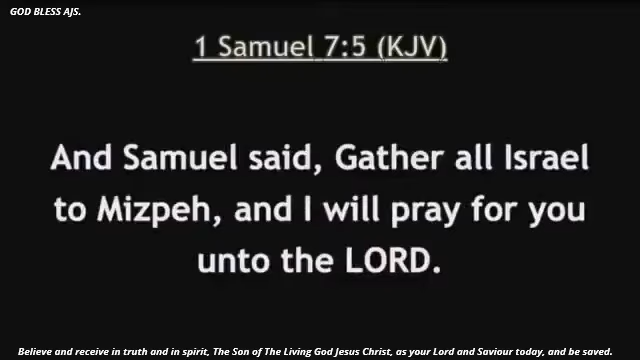 GOD BLESS AJS.
1 Samuel 7:5 (KJV)
And Samuel said, Gather all Israel
to Mizpeh, and I will pray for you
unto the LORD.
Believe and receive in truth and in spirit, The Son of The Living God Jesus Christ, as your Lord and Saviour today, and be saved.